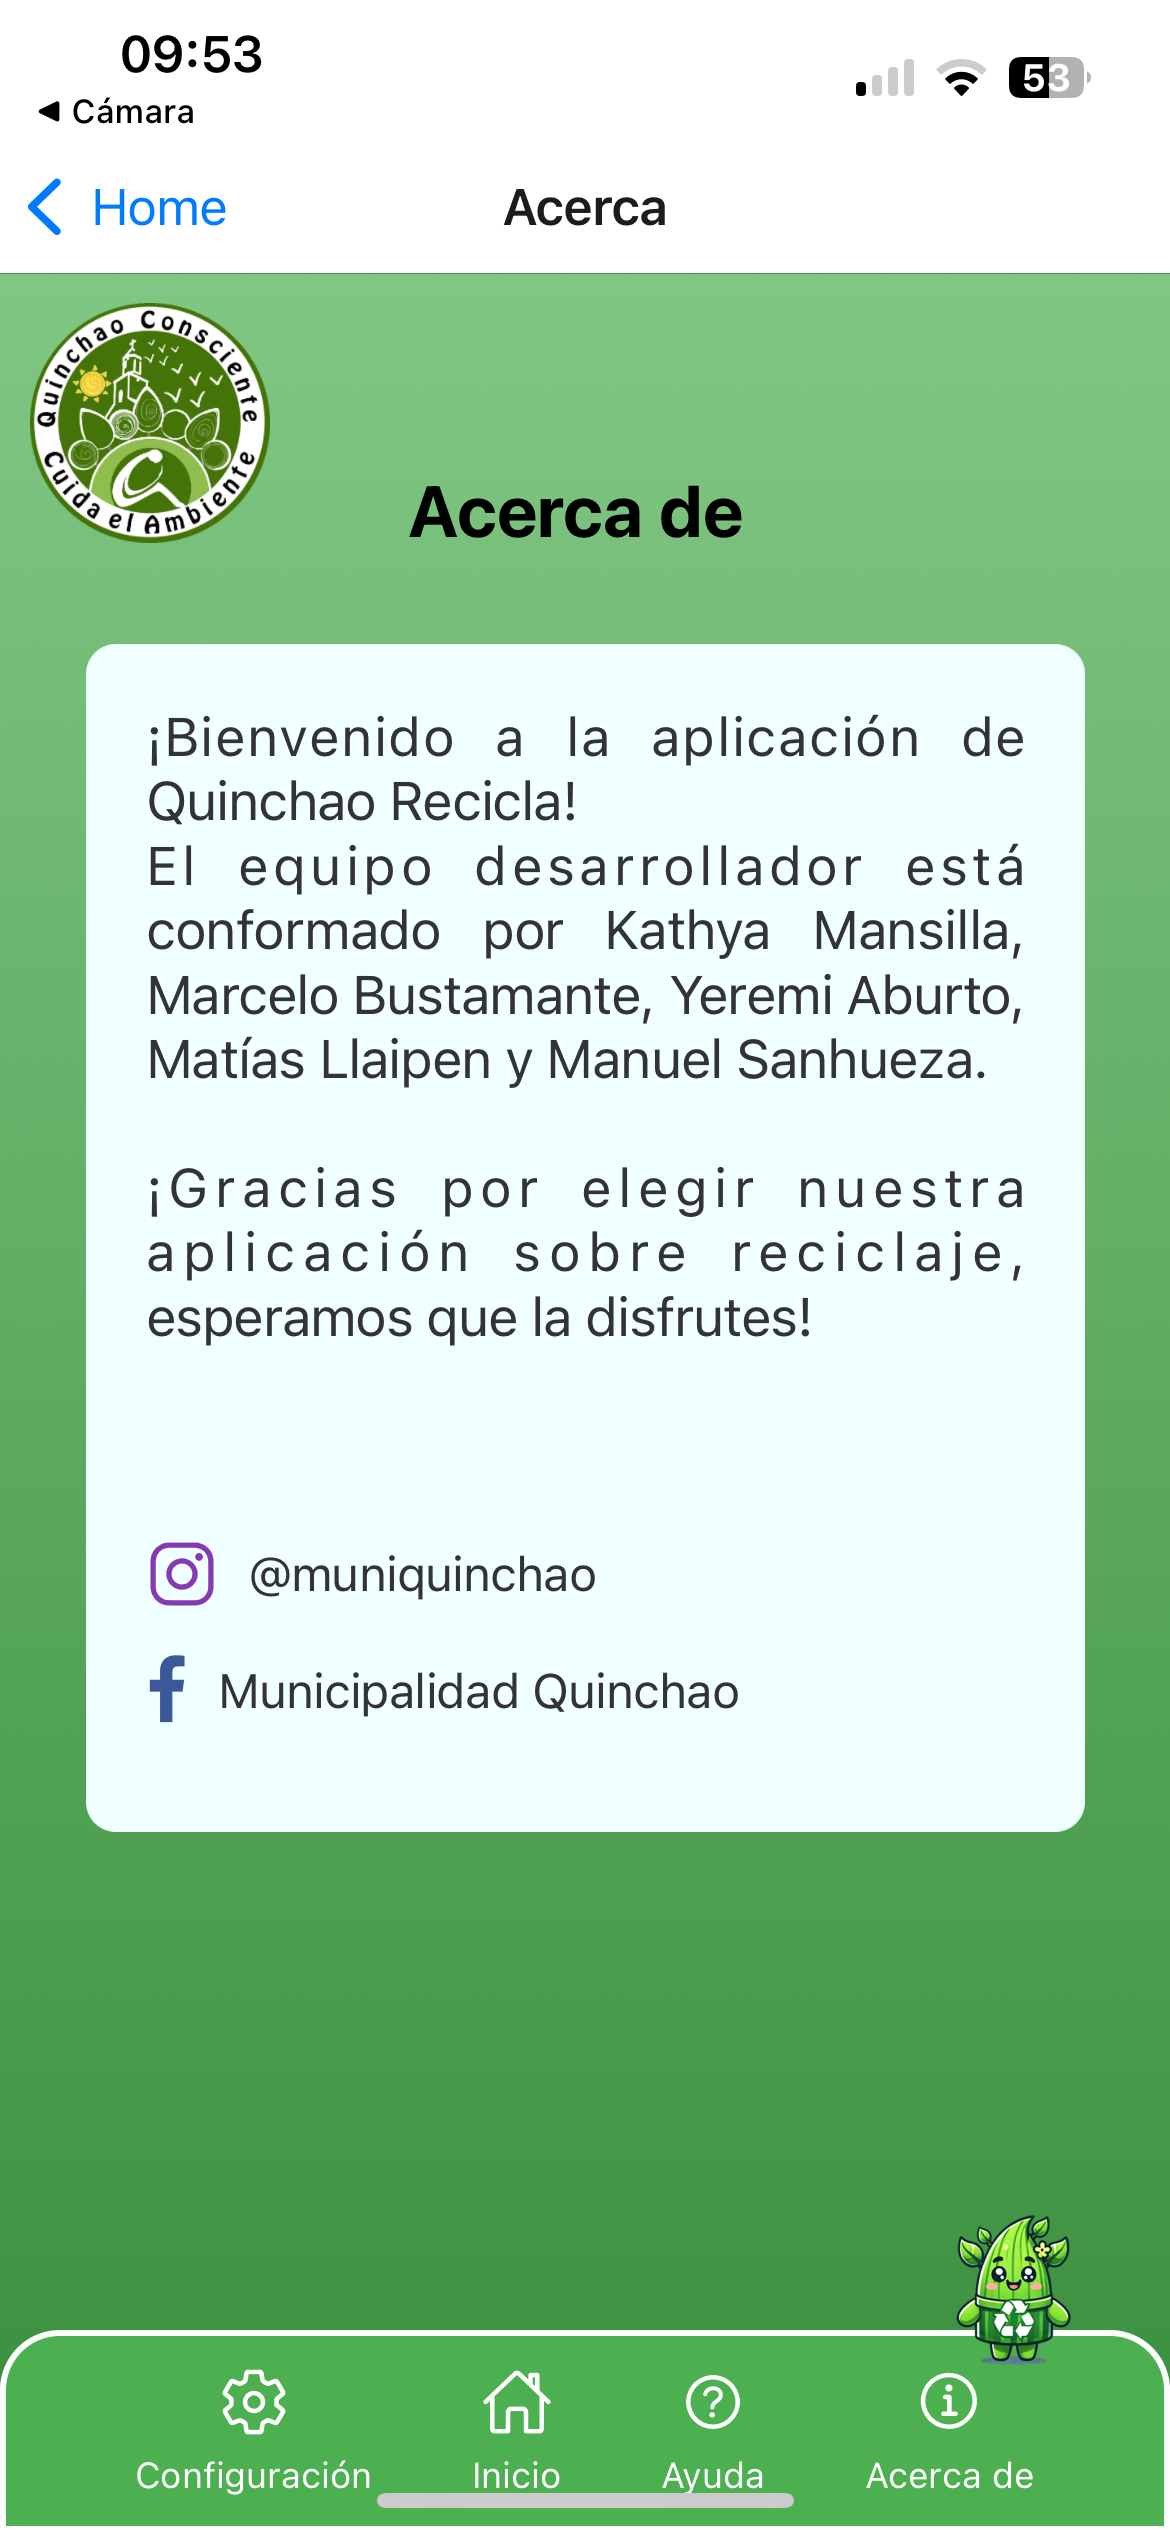 09:53
53
Cámara
Home
Acerca
Quinchao Consciente
Cuida el Ambiente
Acerca de
¡Bienvenido a la aplicación de
Quinchao Recicla!
El equipo desarrollador está
conformado por Kathya Mansilla,
Marcelo Bustamante, Yeremi Aburto,
Matías Llaipen y Manuel Sanhueza.
¡Gracias por elegir nuestra
aplicación sobre reciclaje,
esperamos que la disfrutes!
@muniquinchao
Municipalidad Quinchao
Configuración
Inicio
Ayuda
Acerca de